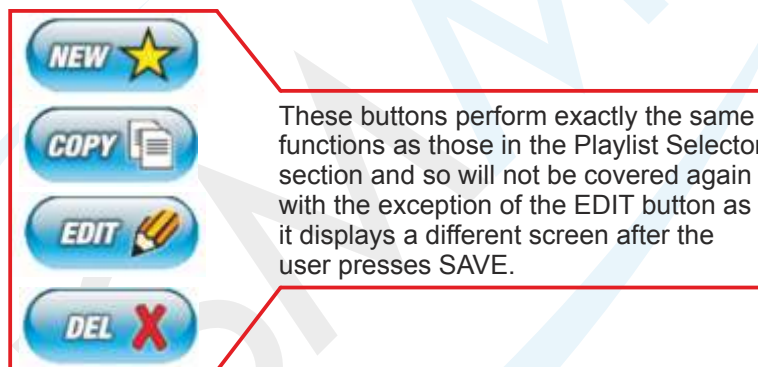 NEW
COPY
EDIT
DEL
These buttons perform exactly the same
functions as those in the Playlist Selector
section and so will not be covered again
with the exception of the EDIT button as
it displays a different screen after the
user presses SAVE.